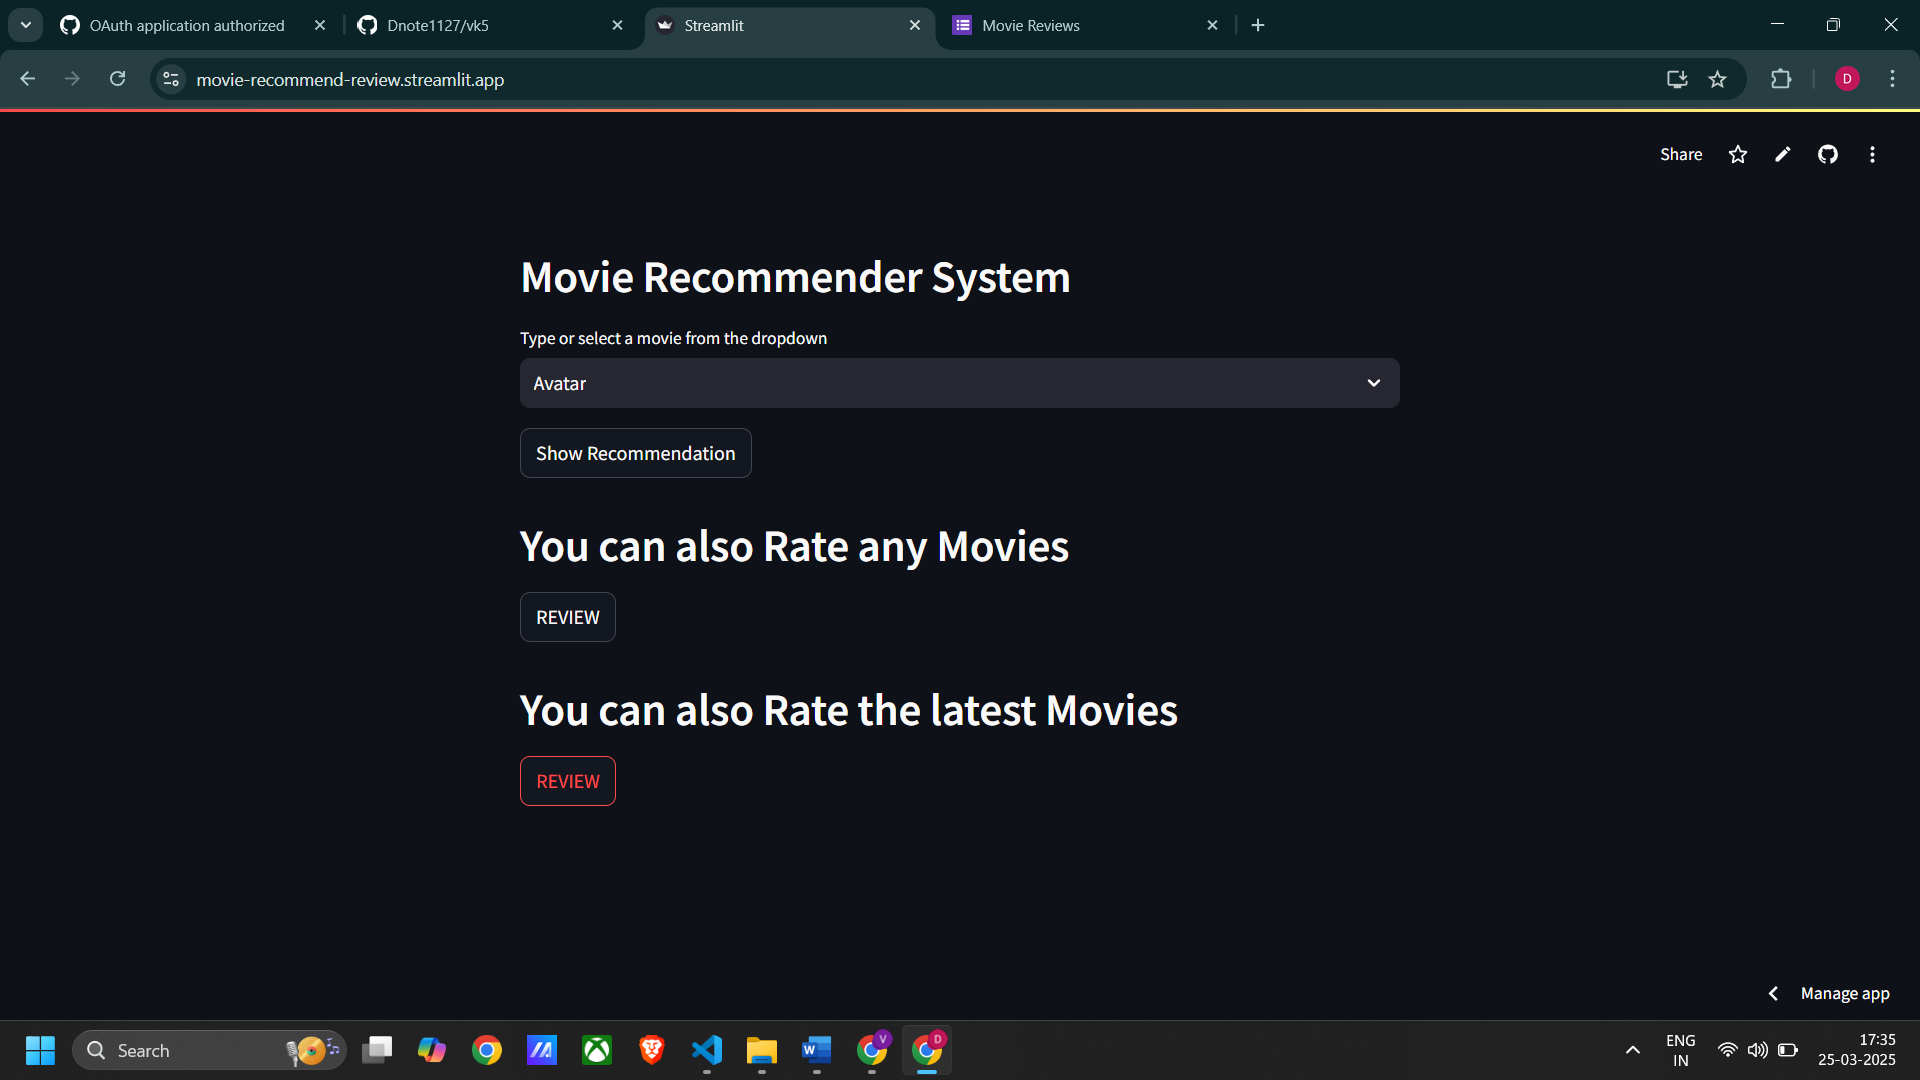 OAuth application authorized
Dnote1127/vk5
Streamlit
Movie Reviews
movie-recommend-review.streamlit.app
D
Share
Movie Recommender System
Type or select a movie from the dropdown
Avatar
Show Recommendation
You can also Rate any Movies
REVIEW
You can also Rate the latest Movies
REVIEW
Manage app
Search
W
V
D
ENG
IN
17:35
25-03-2025